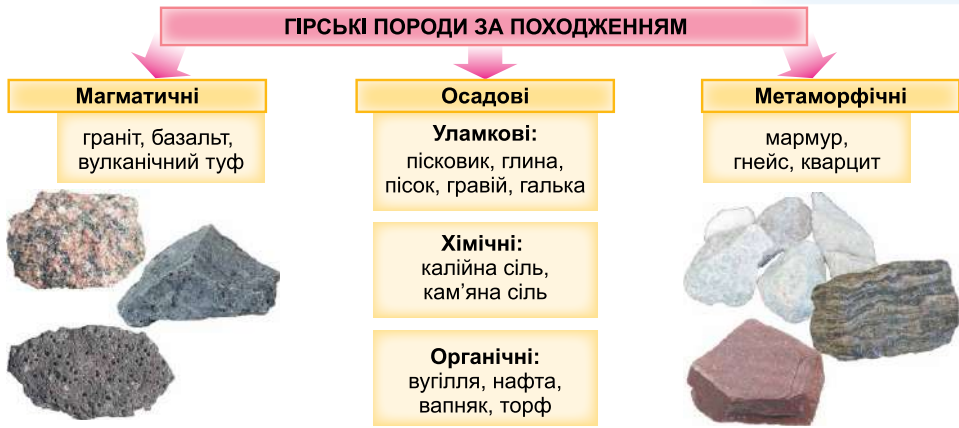 ГІРСЬКІ ПОРОДИ ЗА ПОХОДЖЕННЯМ
Магматичні
граніт, базальт,
вулканічний туф
Осадові
Уламкові:
пісковик, глина,
пісок, гравій, галька
Хімічні:
калійна сіль,
кам’яна сіль
Органічні:
вугілля, нафта,
вапняк, торф
Метаморфічні
мармур,
гнейс, кварцит